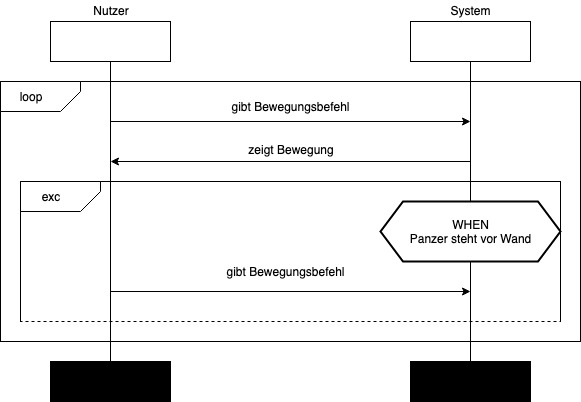 Nutzer
System
loop
gibt Bewegungsbefehl
zeigt Bewegung
exc
WHEN
Panzer steht vor Wand
gibt Bewegungsbefehl